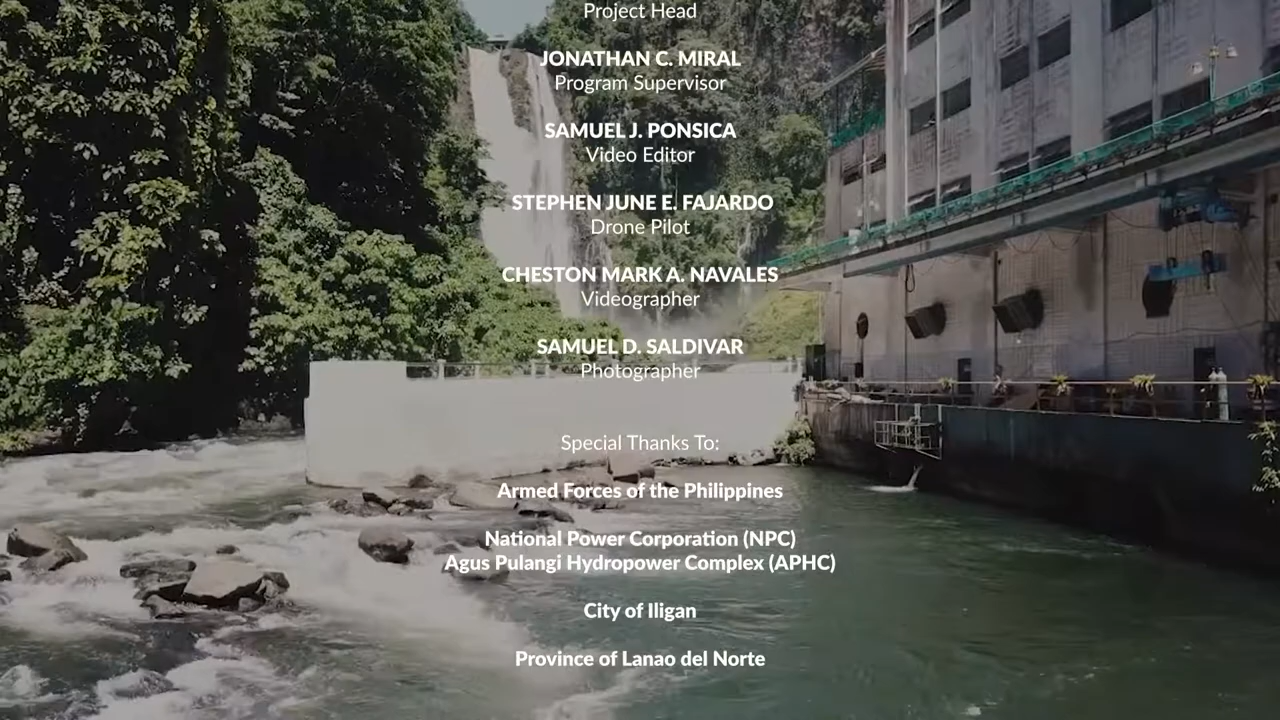 Project Head
JONATHAN C. MIRAL
Program Supervisor
SAMUEL J. PONSICA
Video Editor
STEPHEN JUNE E. FAJARDO
Drone Pilot
CHESTON MARK A. NAVALES
Videographer
SAMUEL D. SALDIVAR
Photographer
Special Thanks To:
Armed Forces of the Philippines
National Power Corporation (NPC)
Agus Pulangi Hydropower Complex (APHC)
City of Iligan
Province of Lanao del Norte